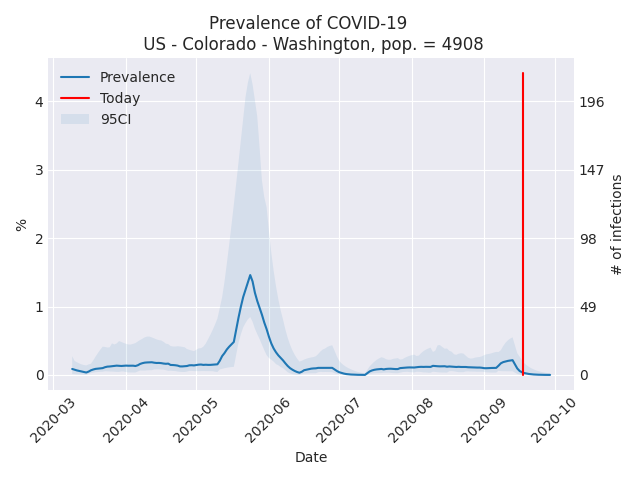 Prevalence of COVID-19
US - Colorado - Washington, pop. = 4908
Prevalence
Today
95CI
4
3
2
1
0
%
196
147
98
49
0
# of infections
2020-03
2020-04
2020-05
2020-06
2020-07
2020-08
2020-09
2020-10
Date